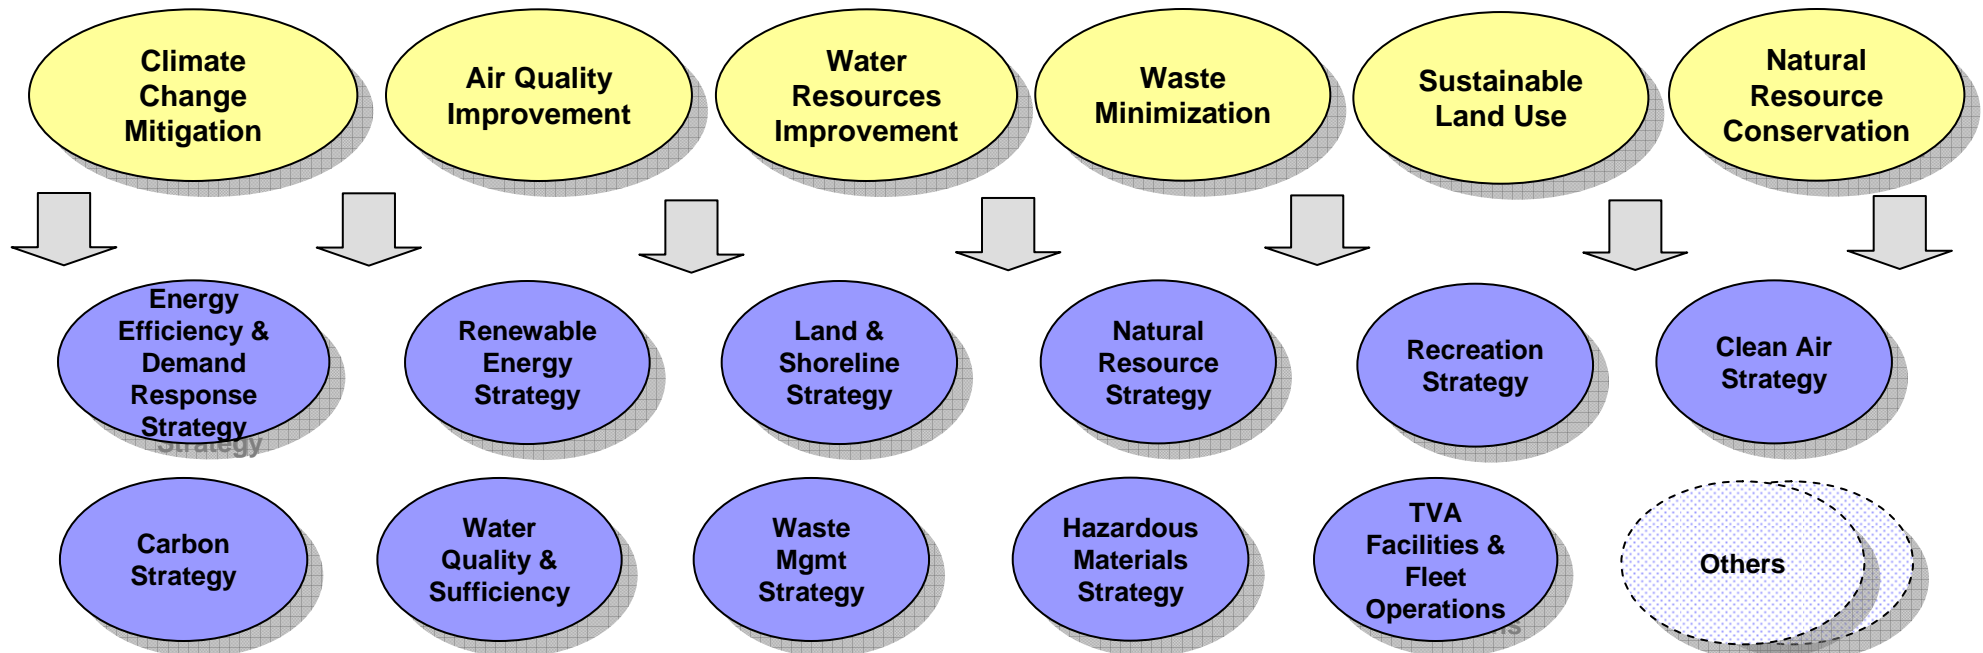 Climate
Change
Mitigation
Air Quality
Improvement
Water
Resources
Improvement
Waste
Minimization
Sustainable
Land Use
Natural
Resource
Conservation
Energy
Efficiency &
Demand
Response
Strategy
Renewable
Energy
Strategy
Land &
Shoreline
Strategy
Natural
Resource
Strategy
Recreation
Strategy
Clean Air
Strategy
Carbon
Strategy
Water
Quality &
Sufficiency
Waste
Mgmt
Strategy
Hazardous
Materials
Strategy
TVA
Facilities &
Fleet
Operations
Others